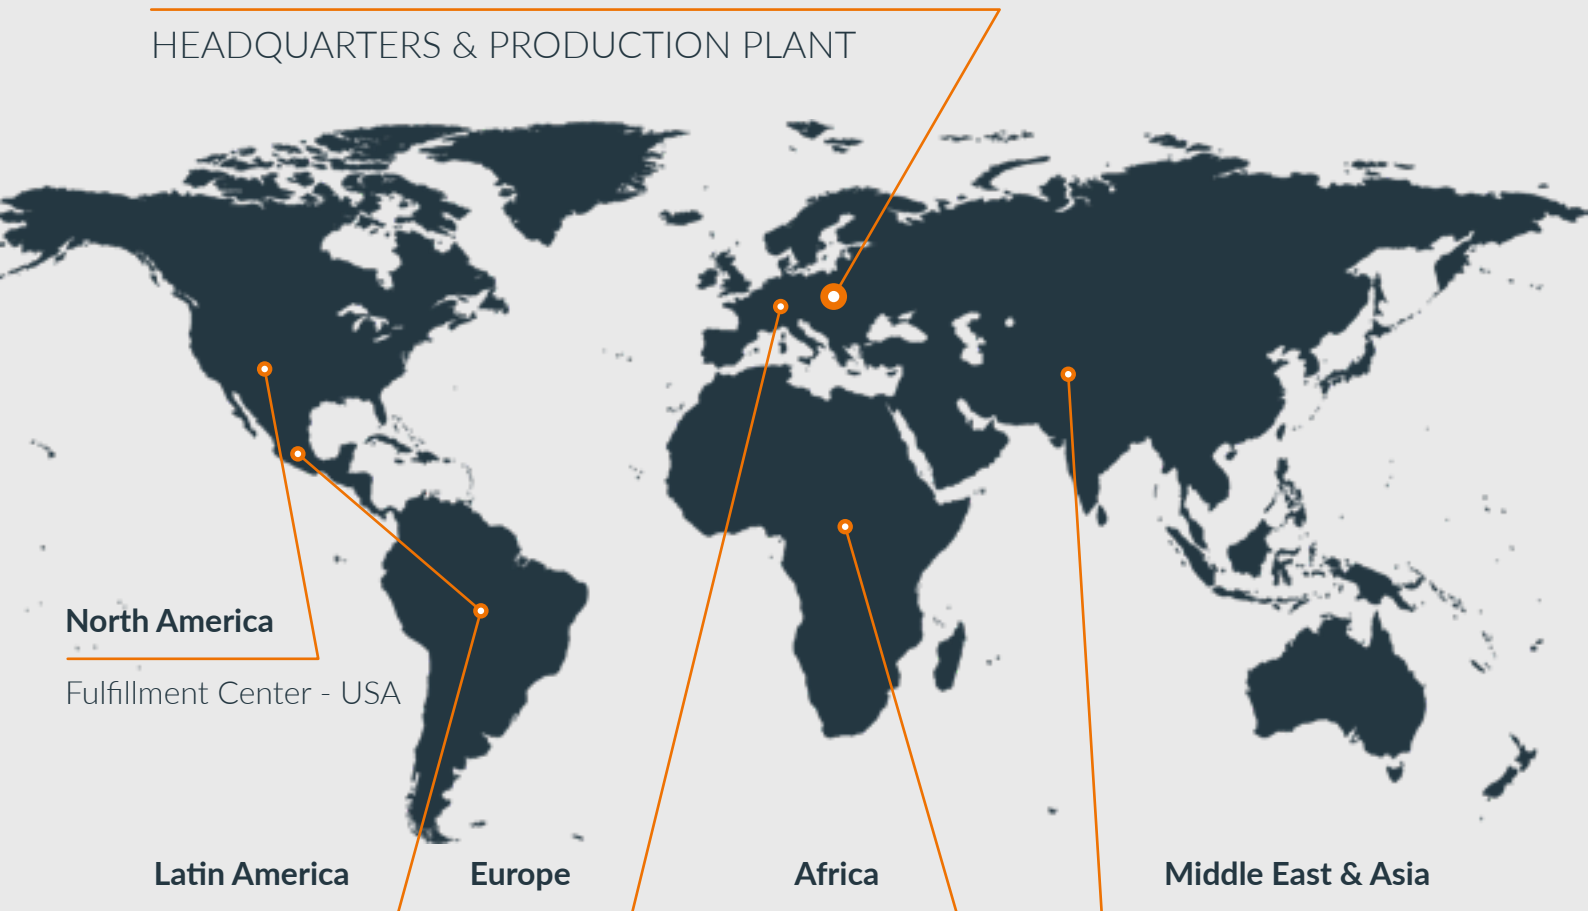 HEADQUARTERS & PRODUCTION PLANT
North America
Fulfillment Center - USA
Latin America
Europe
Africa
Middle East & Asia